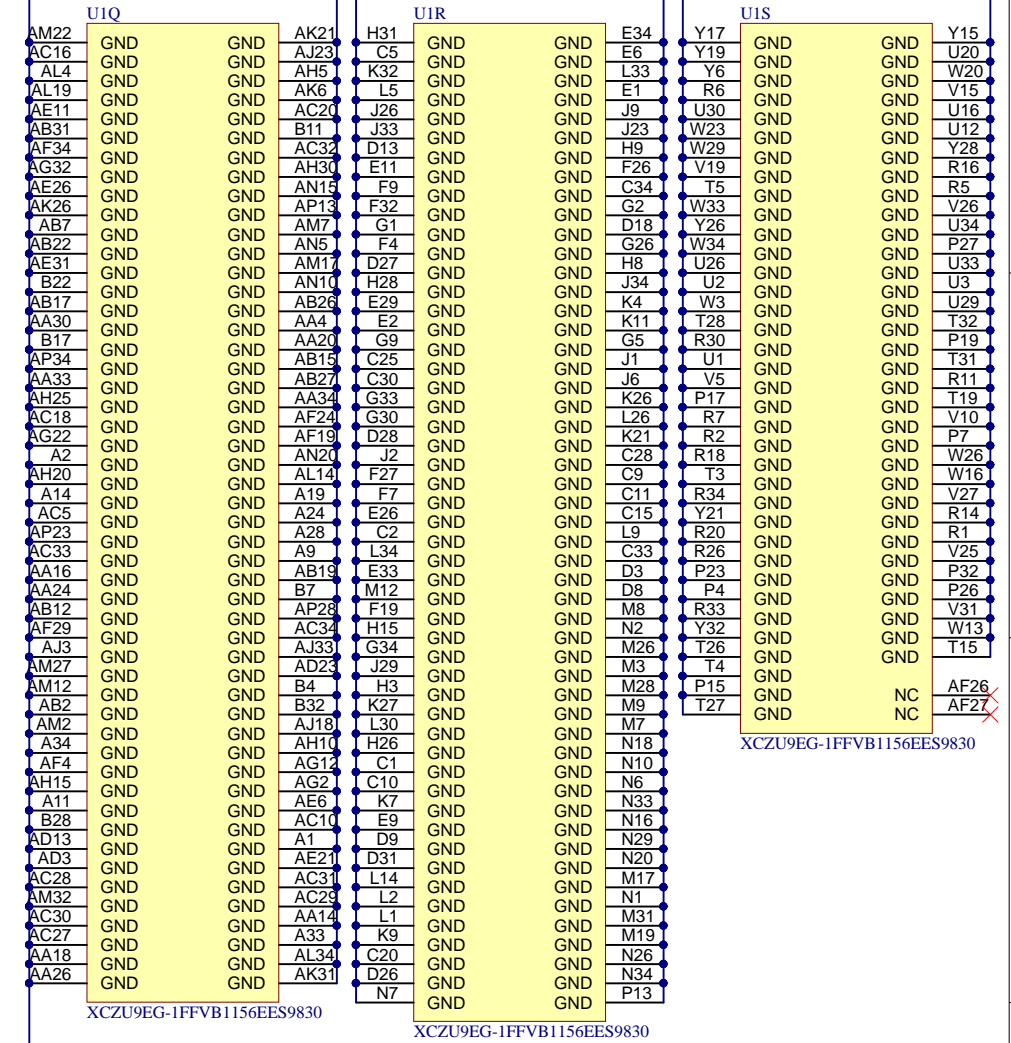 U1Q U1R U1S
AM22 GND GND AK21 H31 GND GND E34 Y17 GND GND Y15
AC16 GND GND AJ23 C5 GND GND E6 Y19 GND GND U20
AL4 GND GND AH5 K32 GND GND L33 Y6 GND GND W20
AL19 GND GND AK6 L5 GND GND E1 R6 GND GND V15
AE11 GND GND AC20 J26 GND GND J9 U30 GND GND U16
AB31 GND GND B11 J33 GND GND J23 W23 GND GND U12
AF34 GND GND AC32 D13 GND GND H9 W29 GND GND Y28
AG32 GND GND AH30 E11 GND GND F26 V19 GND GND R16
AE26 GND GND AN15 F9 GND GND C34 T5 GND GND R5
AK26 GND GND AP13 F32 GND GND G2 W33 GND GND V26
AB7 GND GND AM7 G1 GND GND D18 Y26 GND GND U34
AB22 GND GND AN5 F4 GND GND G26 W34 GND GND P27
AE31 GND GND AM17 D27 GND GND H8 U26 GND GND U33
B22 GND GND AN10 H28 GND GND J34 U2 GND GND U3
AB17 GND GND AB26 E29 GND GND K4 W3 GND GND U29
AA30 GND GND AA4 E2 GND GND K11 T28 GND GND T32
B17 GND GND AA20 G9 GND GND G5 R30 GND GND P19
AP34 GND GND AB15 C25 GND GND J1 U1 GND GND T31
AA33 GND GND AB27 C30 GND GND J6 V5 GND GND R11
AH25 GND GND AA34 G33 GND GND K26 P17 GND GND T19
AC18 GND GND AF24 G30 GND GND L26 R7 GND GND V10
AG22 GND GND AF19 D28 GND GND K21 R2 GND GND P7
A2 GND GND AN20 J2 GND GND C28 R18 GND GND W26
AH20 GND GND AL14 F27 GND GND C9 T3 GND GND W16
A14 GND GND A19 F7 GND GND C11 R34 GND GND V27
AC5 GND GND A24 E26 GND GND C15 Y21 GND GND R14
AP23 GND GND A28 C2 GND GND L9 R20 GND GND R1
AC33 GND GND A9 L34 GND GND C33 R26 GND GND V25
AA16 GND GND AB19 E33 GND GND D3 P23 GND GND P32
AA24 GND GND B7 M12 GND GND D8 P4 GND GND P26
AB12 GND GND AP28 F19 GND GND M8 R33 GND GND V31
AF29 GND GND AC34 H15 GND GND N2 Y32 GND GND W13
AJ3 GND GND AJ33 G34 GND GND M26 T26 GND GND T15
AM27 GND GND AD23 J29 GND GND M3 T4 GND
AM12 GND GND B4 H3 GND GND M28 P15 GND NC AF26
AB2 GND GND B32 K27 GND GND M9 T27 GND NC AF27
AM2 GND GND AJ18 L30 GND GND M7
A34 GND GND AH10 H26 GND GND N18 XCZU9EG-1FFVB1156EES9830
AF4 GND GND AG12 C1 GND GND N10
AH15 GND GND AG2 C10 GND GND N6
A11 GND GND AE6 K7 GND GND N33
B28 GND GND AC10 E9 GND GND N16
AD13 GND GND A1 D9 GND GND N29
AD3 GND GND AE21 D31 GND GND N20
AC28 GND GND AC31 L14 GND GND M17
AM32 GND GND AC29 L2 GND GND N1
AC30 GND GND AA14 L1 GND GND M31
AC27 GND GND A33 K9 GND GND M19
AA18 GND GND AL34 C20 GND GND N26
AA26 GND GND AK31 D26 GND GND N34
N7 GND GND P13
XCZU9EG-1FFVB1156EES9830
XCZU9EG-1FFVB1156EES9830